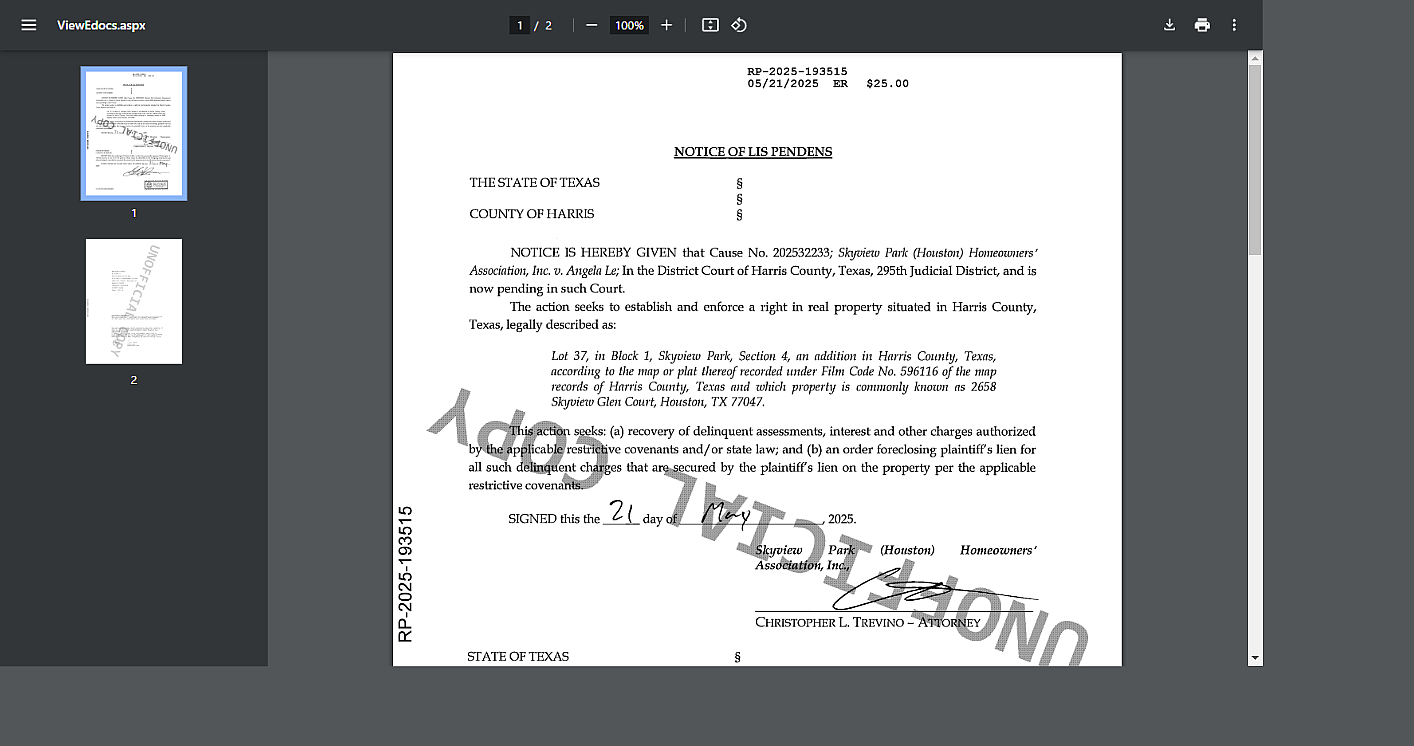 ViewEdocs.aspx
1 / 2
100%
1
2
RP-2025-193515
05/21/2025 ER $25.00
NOTICE OF LIS PENDENS
THE STATE OF TEXAS §
§
COUNTY OF HARRIS §
NOTICE IS HEREBY GIVEN that Cause No. 202532233; Skyview Park (Houston) Homeowners'
Association, Inc. v. Angela Le; In the District Court of Harris County, Texas, 295th Judicial District, and is
now pending in such Court.
The action seeks to establish and enforce a right in real property situated in Harris County,
Texas, legally described as:
Lot 37, in Block 1, Skyview Park, Section 4, an addition in Harris County, Texas,
according to the map or plat thereof recorded under Film Code No. 596116 of the map
records of Harris County, Texas and which property is commonly known as 2658
Skyview Glen Court, Houston, TX 77047.
This action seeks: (a) recovery of delinquent assessments, interest and other charges authorized
by the applicable restrictive covenants and/or state law; and (b) an order foreclosing plaintiff's lien for
all such delinquent charges that are secured by the plaintiff's lien on the property per the applicable
restrictive covenants.
SIGNED this the 21 day of May, 2025.
Skyview Park (Houston) Homeowners'
Association, Inc.,
CHRISTOPHER L. TREVINO – ATTORNEY
STATE OF TEXAS §
RP-2025-193515
UNOFFICIAL COPY